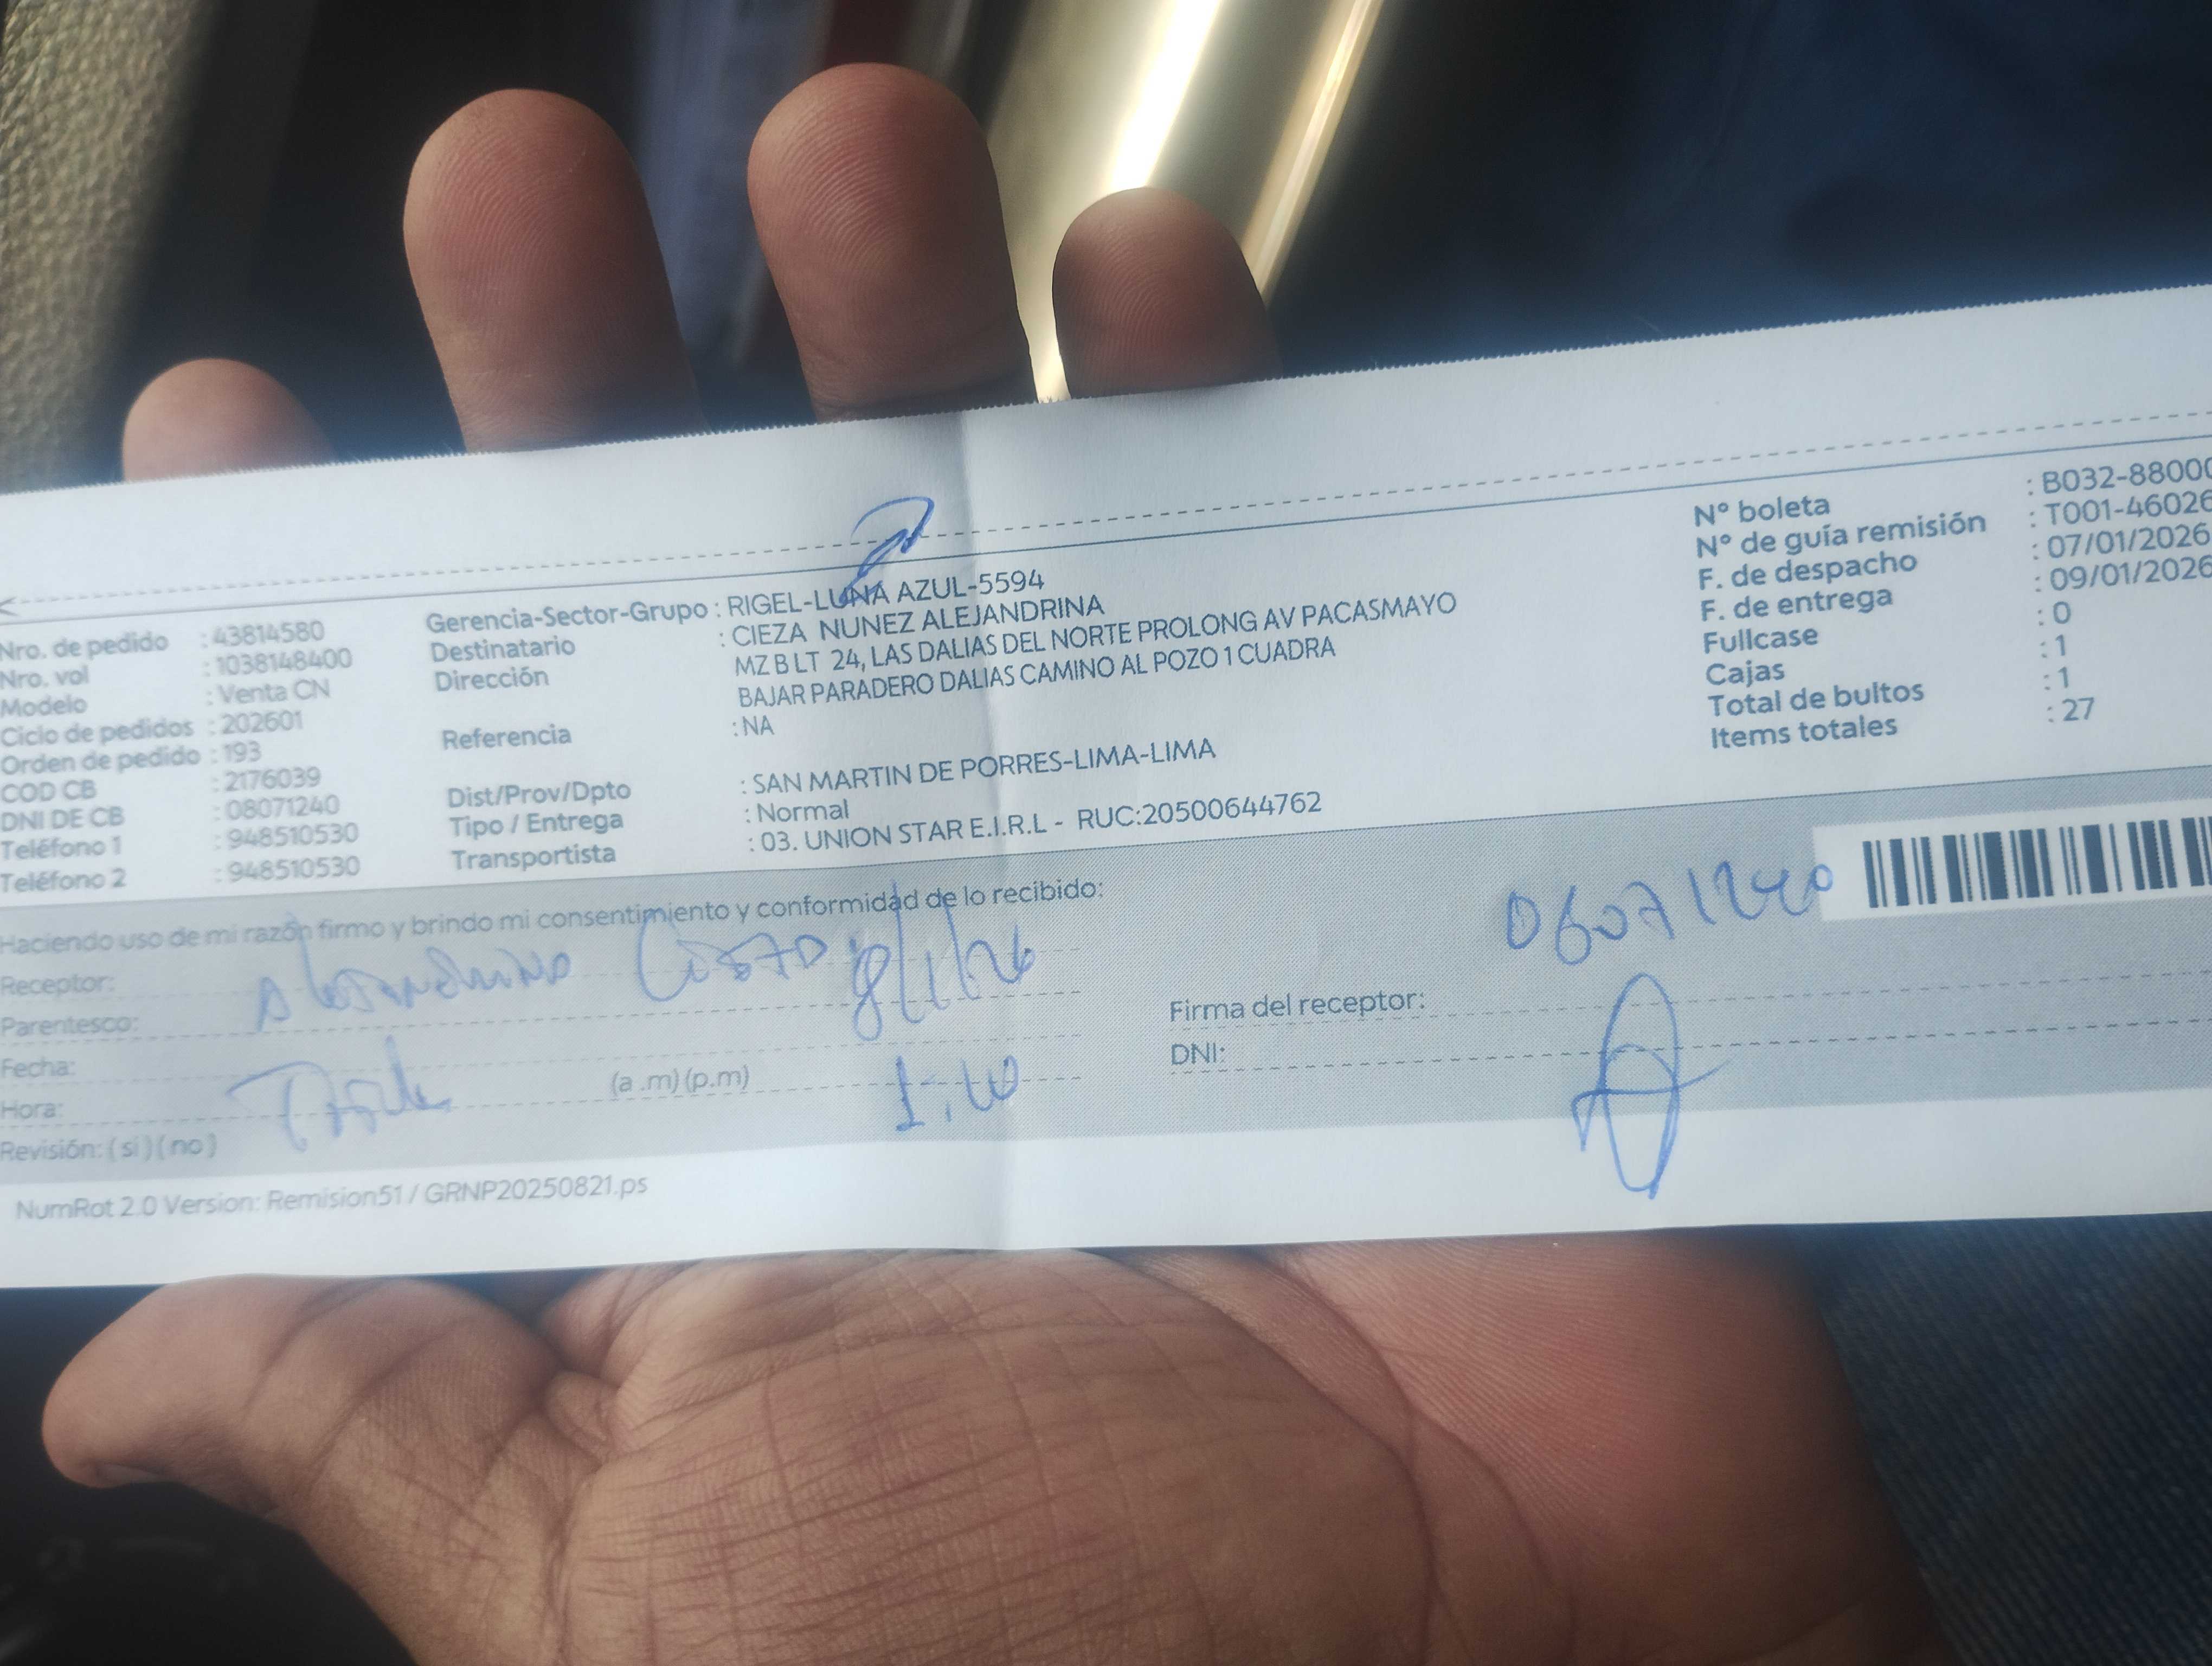 Nro. de pedido : 43814580
Nro. vol : 1038148400
Modelo : Venta CN
Ciclo de pedidos : 202601
Orden de pedido : 193
COD CB : 2176039
DNI DE CB : 08071240
Teléfono 1 : 948510530
Teléfono 2 : 948510530
Gerencia-Sector-Grupo : RIGEL-LUNA AZUL-5594
Destinatario : CIEZA NUNEZ ALEJANDRINA
Dirección MZ B LT 24, LAS DALIAS DEL NORTE PROLONG AV PACASMAYO
BAJAR PARADERO DALIAS CAMINO AL POZO 1 CUADRA
Referencia : NA
Dist/Prov/Dpto : SAN MARTIN DE PORRES-LIMA-LIMA
Tipo / Entrega : Normal
Transportista : 03. UNION STAR E.I.R.L - RUC:20500644762
N° boleta : B032-88000
N° de guía remisión : T001-46026
F. de despacho : 07/01/2026
F. de entrega : 09/01/2026
Fullcase : 0
Cajas : 1
Total de bultos : 1
Items totales : 27
Haciendo uso de mi razón firmo y brindo mi consentimiento y conformidad de lo recibido:
Receptor:
Parentesco: 8/1/26
Fecha:
Hora: (a .m) (p.m)
Revisión: ( si ) ( no )
Firma del receptor:
DNI:
NumRot 2.0 Version: Remision51 / GRNP20250821.ps